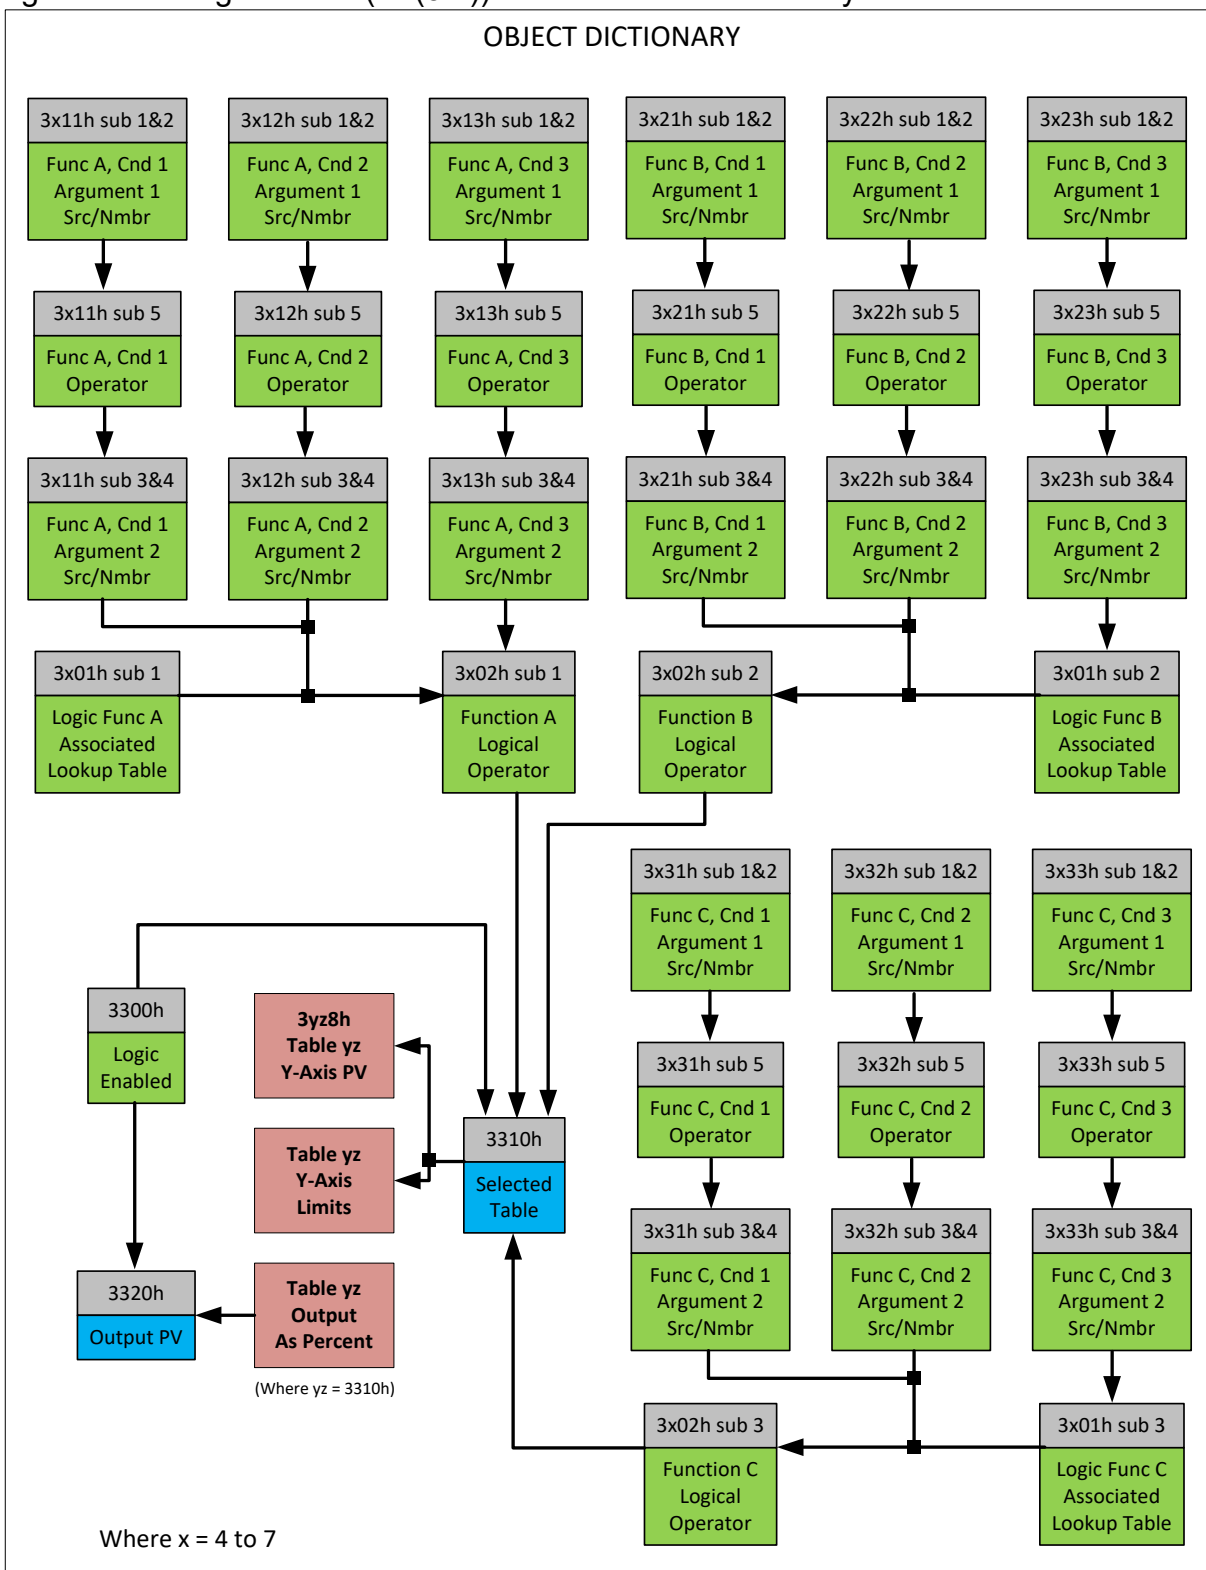 OBJECT DICTIONARY
3x11h sub 1&2
Func A, Cnd 1
Argument 1
Src/Nmbr
3x12h sub 1&2
Func A, Cnd 2
Argument 1
Src/Nmbr
3x13h sub 1&2
Func A, Cnd 3
Argument 1
Src/Nmbr
3x21h sub 1&2
Func B, Cnd 1
Argument 1
Src/Nmbr
3x22h sub 1&2
Func B, Cnd 2
Argument 1
Src/Nmbr
3x23h sub 1&2
Func B, Cnd 3
Argument 1
Src/Nmbr
3x11h sub 5
Func A, Cnd 1
Operator
3x12h sub 5
Func A, Cnd 2
Operator
3x13h sub 5
Func A, Cnd 3
Operator
3x21h sub 5
Func B, Cnd 1
Operator
3x22h sub 5
Func B, Cnd 2
Operator
3x23h sub 5
Func B, Cnd 3
Operator
3x11h sub 3&4
Func A, Cnd 1
Argument 2
Src/Nmbr
3x12h sub 3&4
Func A, Cnd 2
Argument 2
Src/Nmbr
3x13h sub 3&4
Func A, Cnd 3
Argument 2
Src/Nmbr
3x21h sub 3&4
Func B, Cnd 1
Argument 2
Src/Nmbr
3x22h sub 3&4
Func B, Cnd 2
Argument 2
Src/Nmbr
3x23h sub 3&4
Func B, Cnd 3
Argument 2
Src/Nmbr
3x01h sub 1
Logic Func A
Associated
Lookup Table
3x02h sub 1
Function A
Logical
Operator
3x02h sub 2
Function B
Logical
Operator
3x01h sub 2
Logic Func B
Associated
Lookup Table
3x31h sub 1&2
Func C, Cnd 1
Argument 1
Src/Nmbr
3x32h sub 1&2
Func C, Cnd 2
Argument 1
Src/Nmbr
3x33h sub 1&2
Func C, Cnd 3
Argument 1
Src/Nmbr
3300h
Logic
Enabled
3yz8h
Table yz
Y-Axis PV
3x31h sub 5
Func C, Cnd 1
Operator
3x32h sub 5
Func C, Cnd 2
Operator
3x33h sub 5
Func C, Cnd 3
Operator
Table yz
Y-Axis
Limits
3310h
Selected
Table
3x31h sub 3&4
Func C, Cnd 1
Argument 2
Src/Nmbr
3x32h sub 3&4
Func C, Cnd 2
Argument 2
Src/Nmbr
3x33h sub 3&4
Func C, Cnd 3
Argument 2
Src/Nmbr
3320h
Output PV
Table yz
Output
As Percent
(Where yz = 3310h)
3x02h sub 3
Function C
Logical
Operator
3x01h sub 3
Logic Func C
Associated
Lookup Table
Where x = 4 to 7